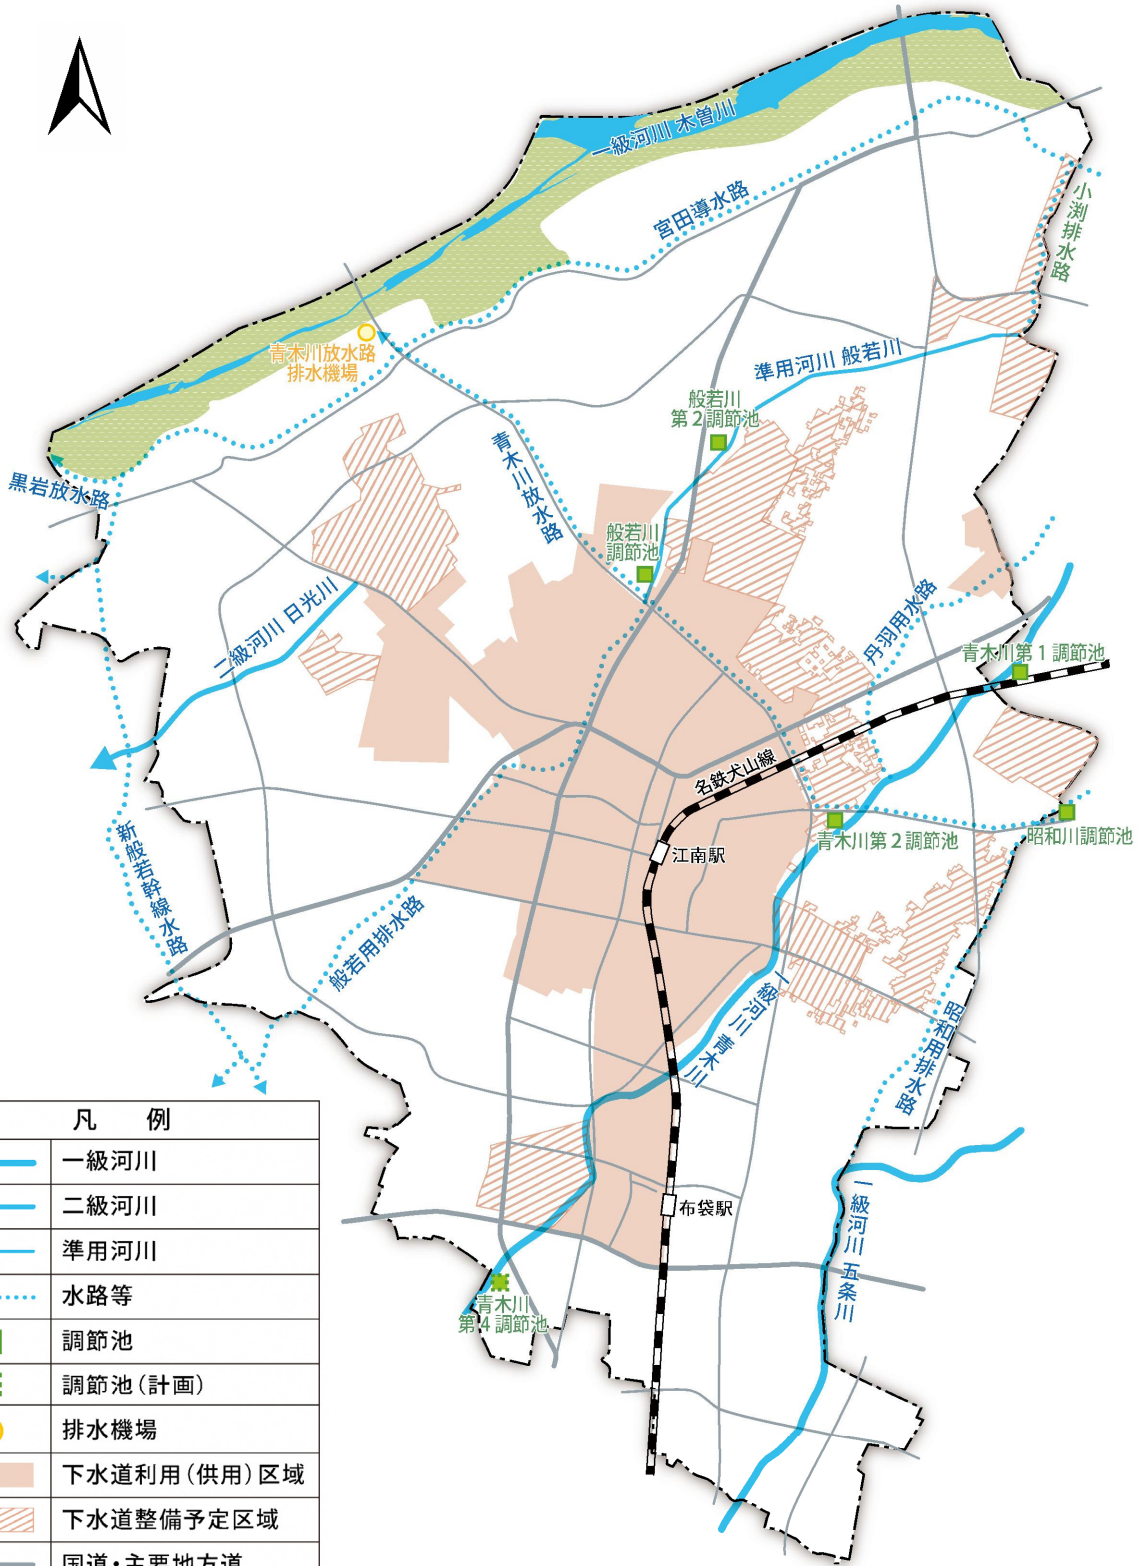 一級河川 木曽川
宮田導水路
小渕排水路
青木川放水路
排水機場
準用河川 般若川
般若川
第2調節池
青木川放水路
黒岩放水路
般若川
調節池
二級河川 日光川
丹羽用水路
青木川第1調節池
名鉄犬山線
江南駅
青木川第2調節池
昭和川調節池
新般若幹線水路
般若用排水路
一級河川 青木川
昭和用排水路
布袋駅
一級河川 五条川
青木川
第4調節池
凡 例
一級河川
二級河川
準用河川
水路等
調節池
調節池(計画)
排水機場
下水道利用(供用)区域
下水道整備予定区域
国道・主要地方道